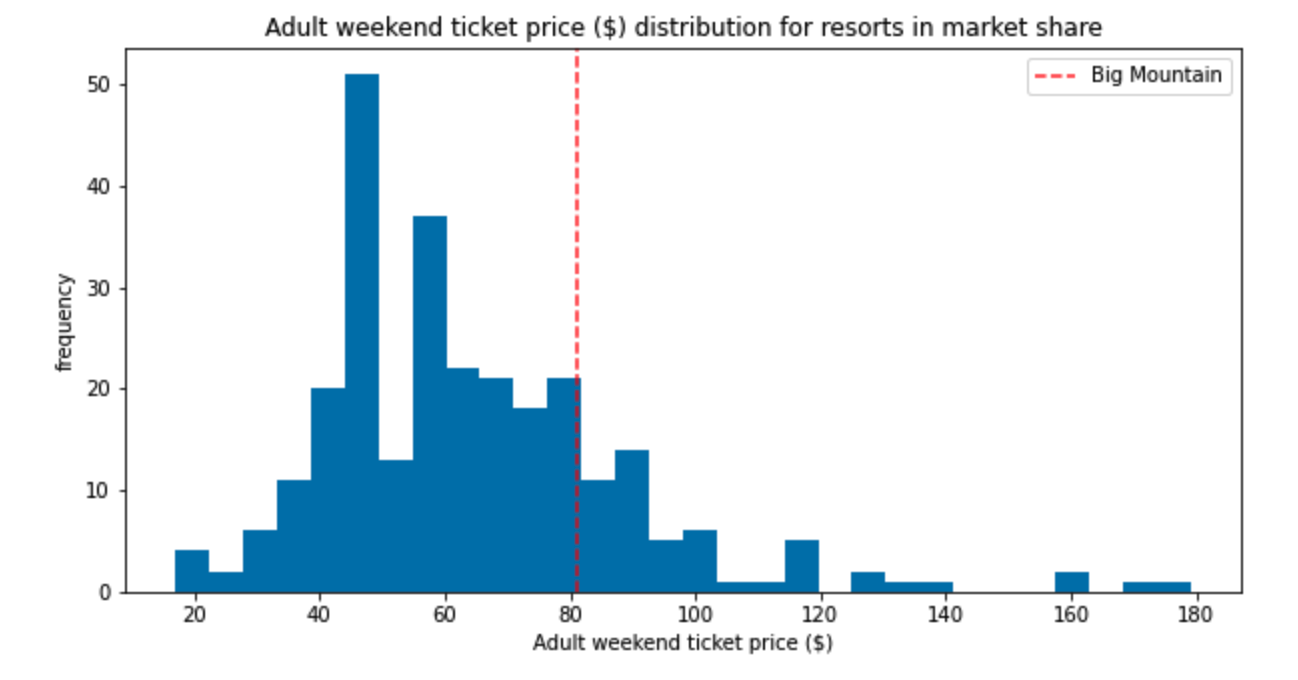 Adult weekend ticket price ($) distribution for resorts in market share
Big Mountain
50
40
30
20
10
0
frequency
20 40 60 80 100 120 140 160 180
Adult weekend ticket price ($)